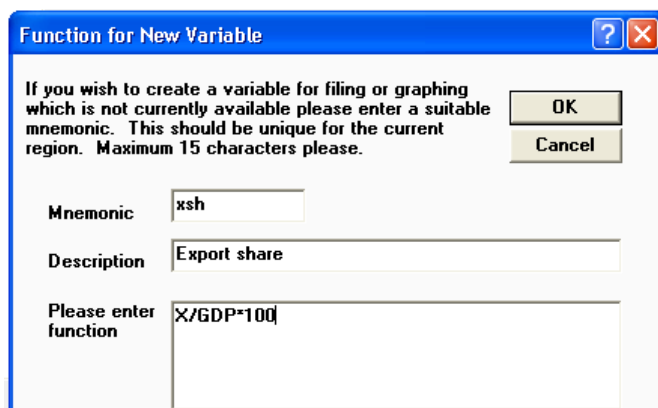 Function for New Variable
If you wish to create a variable for filing or graphing
which is not currently available please enter a suitable
mnemonic.  This should be unique for the current
region.  Maximum 15 characters please.
OK
Cancel
Mnemonic
xsh
Description
Export share
Please enter
function
X/GDP*100